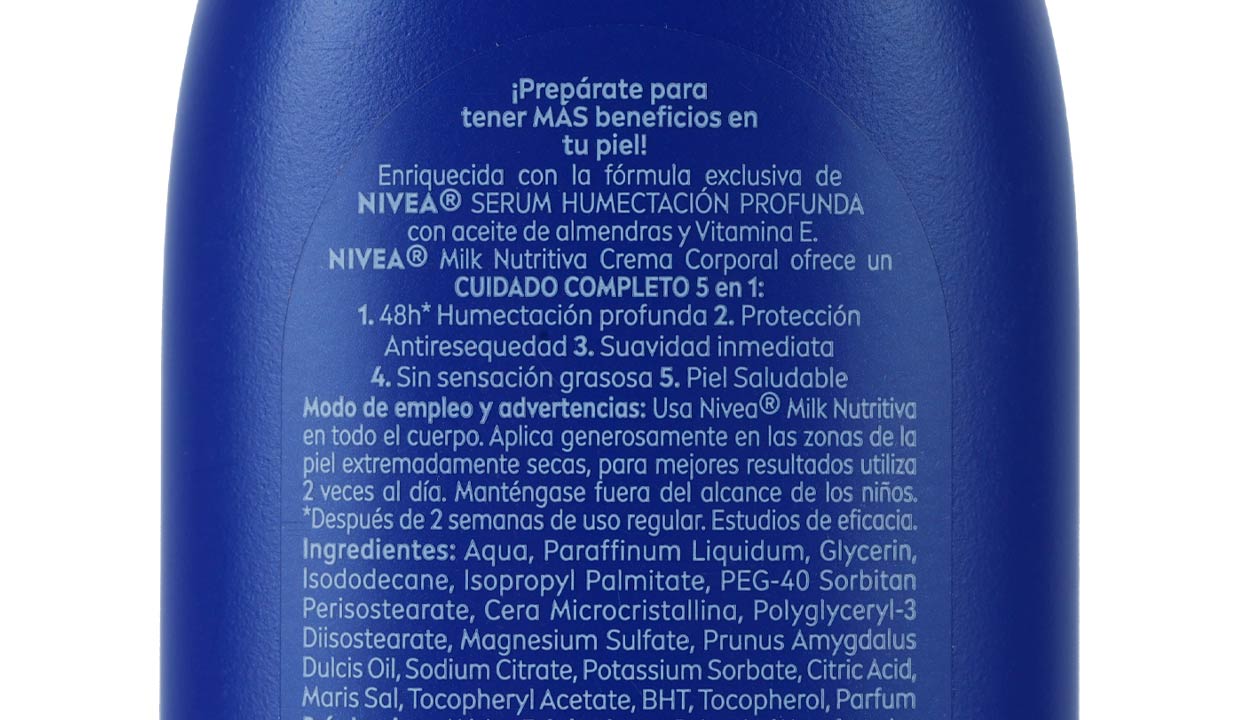 ¡Prepárate para
tener MÁS beneficios en
tu piel!
Enriquecida con la fórmula exclusiva de
NIVEA® SERUM HUMECTACIÓN PROFUNDA
con aceite de almendras y Vitamina E.
NIVEA® Milk Nutritiva Crema Corporal ofrece un
CUIDADO COMPLETO 5 en 1:
1. 48h* Humectación profunda 2. Protección
Antiresequedad 3. Suavidad inmediata
4. Sin sensación grasosa 5. Piel Saludable
Modo de empleo y advertencias: Usa Nivea® Milk Nutritiva
en todo el cuerpo. Aplica generosamente en las zonas de la
piel extremadamente secas, para mejores resultados utiliza
2 veces al día. Manténgase fuera del alcance de los niños.
*Después de 2 semanas de uso regular. Estudios de eficacia.
Ingredientes: Aqua, Paraffinum Liquidum, Glycerin,
Isododecane, Isopropyl Palmitate, PEG-40 Sorbitan
Perisostearate, Cera Microcristallina, Polyglyceryl-3
Diisostearate, Magnesium Sulfate, Prunus Amygdalus
Dulcis Oil, Sodium Citrate, Potassium Sorbate, Citric Acid,
Maris Sal, Tocopheryl Acetate, BHT, Tocopherol, Parfum